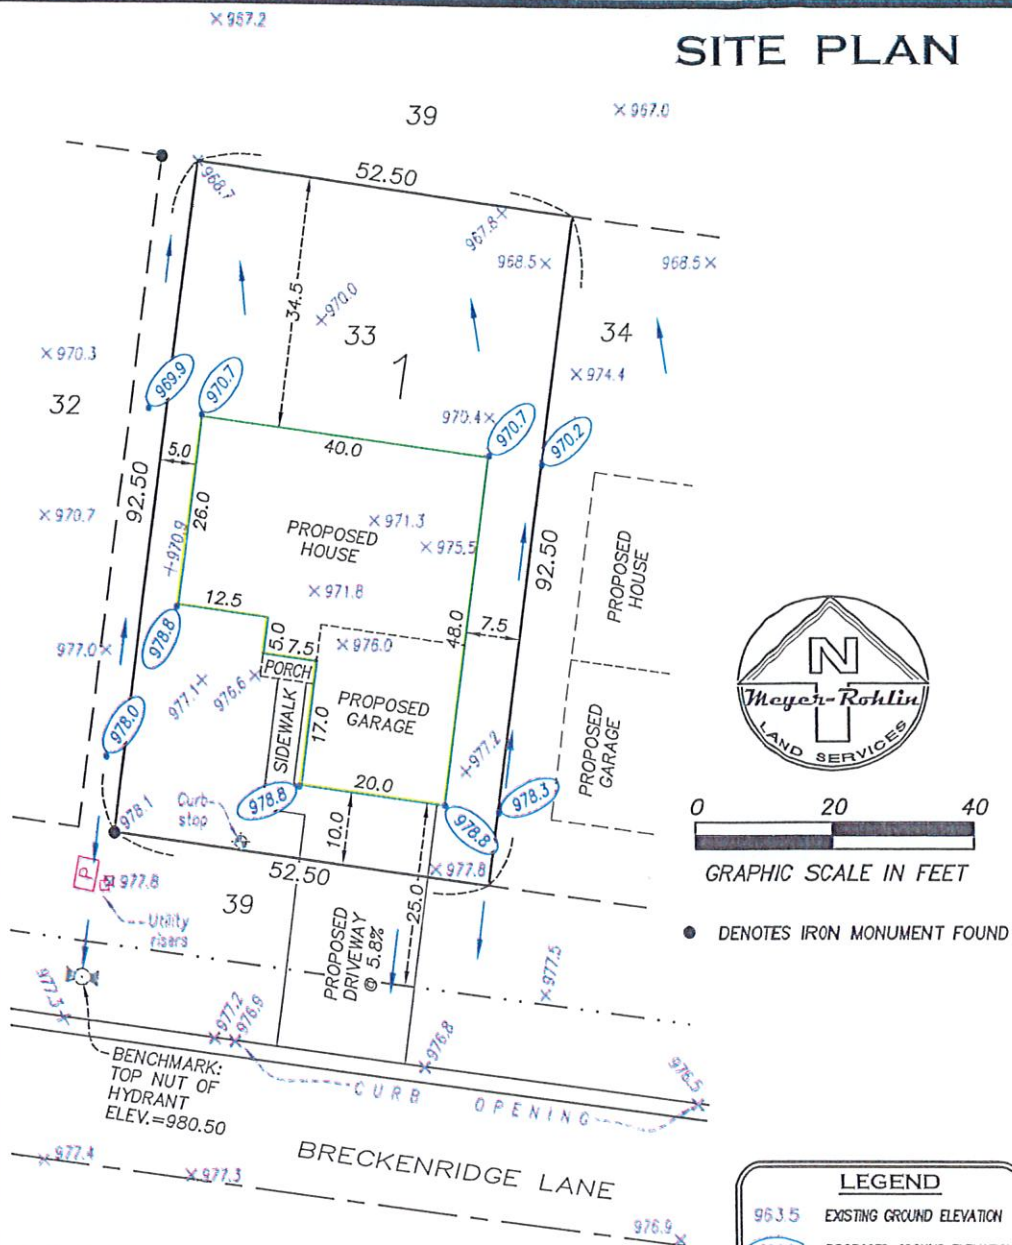 ×957.2
SITE PLAN
39
×967.0
52.50
968.7
967.8
968.5×
968.5×
34.5
970.0
33
34
1
×970.3
×974.4
32
969.9
970.7
970.4×
970.7
970.2
40.0
5.0
92.50
26.0
×970.7
970.9
×971.3
PROPOSED
HOUSE
×975.5
92.50
PROPOSED
HOUSE
×971.8
12.5
978.8
977.0×
5.0
7.5
×976.0
48.0
7.5
PORCH
977.1
976.6
SIDEWALK
17.0
PROPOSED
GARAGE
PROPOSED
GARAGE
N
Meyer-Rohlin
LAND SERVICES
978.0
977.2
978.8
20.0
978.8
978.3
978.1
Curb-
stop
10.0
0 20 40
GRAPHIC SCALE IN FEET
52.50
×977.8
P
977.8
39
25.0
Utility
risers
PROPOSED
DRIVEWAY
@ 5.8%
DENOTES IRON MONUMENT FOUND
×977.5
977.3
977.2
976.9
976.8
976.5
BENCHMARK:
TOP NUT OF
HYDRANT
ELEV.=980.50
CURB OPENING
×977.4
×977.3
BRECKENRIDGE LANE
976.9
LEGEND
963.5 EXISTING GROUND ELEVATION